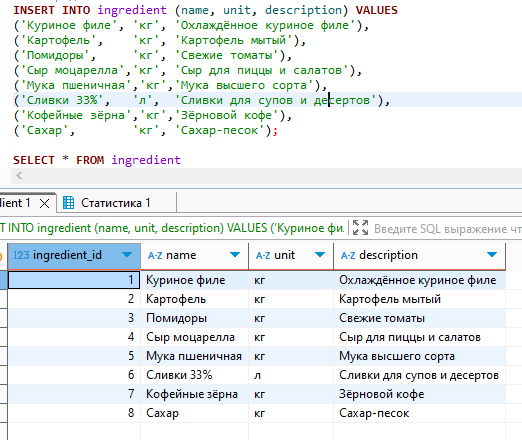 INSERT INTO ingredient (name, unit, description) VALUES
('Куриное филе', 'кг', 'Охлаждённое куриное филе'),
('Картофель', 'кг', 'Картофель мытый'),
('Помидоры', 'кг', 'Свежие томаты'),
('Сыр моцарелла', 'кг', 'Сыр для пиццы и салатов'),
('Мука пшеничная','кг','Мука высшего сорта'),
('Сливки 33%', 'л', 'Сливки для супов и десертов'),
('Кофейные зёрна','кг','Зёрновой кофе'),
('Сахар', 'кг', 'Сахар-песок');
SELECT * FROM ingredient
dient 1 Статистика 1
T INTO ingredient (name, unit, description) VALUES ('Куриное фи. Введите SQL выражение чт
123 ingredient_id A-Z name A-Z unit A-Z description
1 Куриное филе кг Охлаждённое куриное филе
2 Картофель кг Картофель мытый
3 Помидоры кг Свежие томаты
4 Сыр моцарелла кг Сыр для пиццы и салатов
5 Мука пшеничная кг Мука высшего сорта
6 Сливки 33% л Сливки для супов и десертов
7 Кофейные зёрна кг Зёрновой кофе
8 Сахар кг Сахар-песок